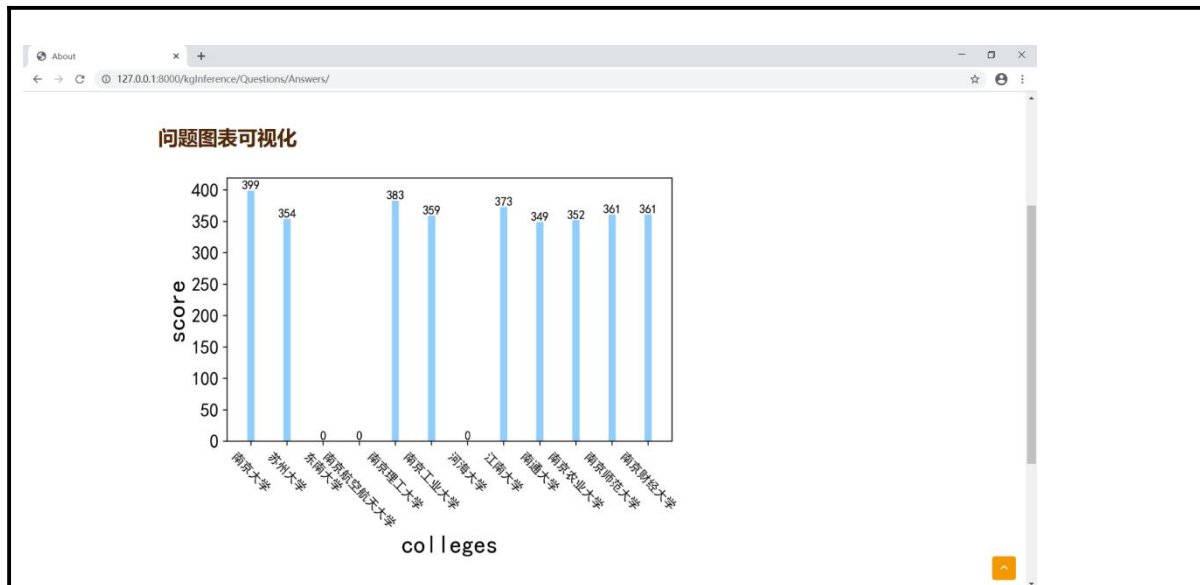 About
127.0.0.1:8000/kgInference/Questions/Answers/
问题图表可视化
399
354
0
0
383
359
0
373
349
352
361
361
400
350
300
250
200
150
100
50
0
score
南京大学
苏州大学
东南大学
南京航空航天大学
南京理工大学
南京工业大学
河海大学
江南大学
南通大学
南京农业大学
南京师范大学
南京财经大学
colleges